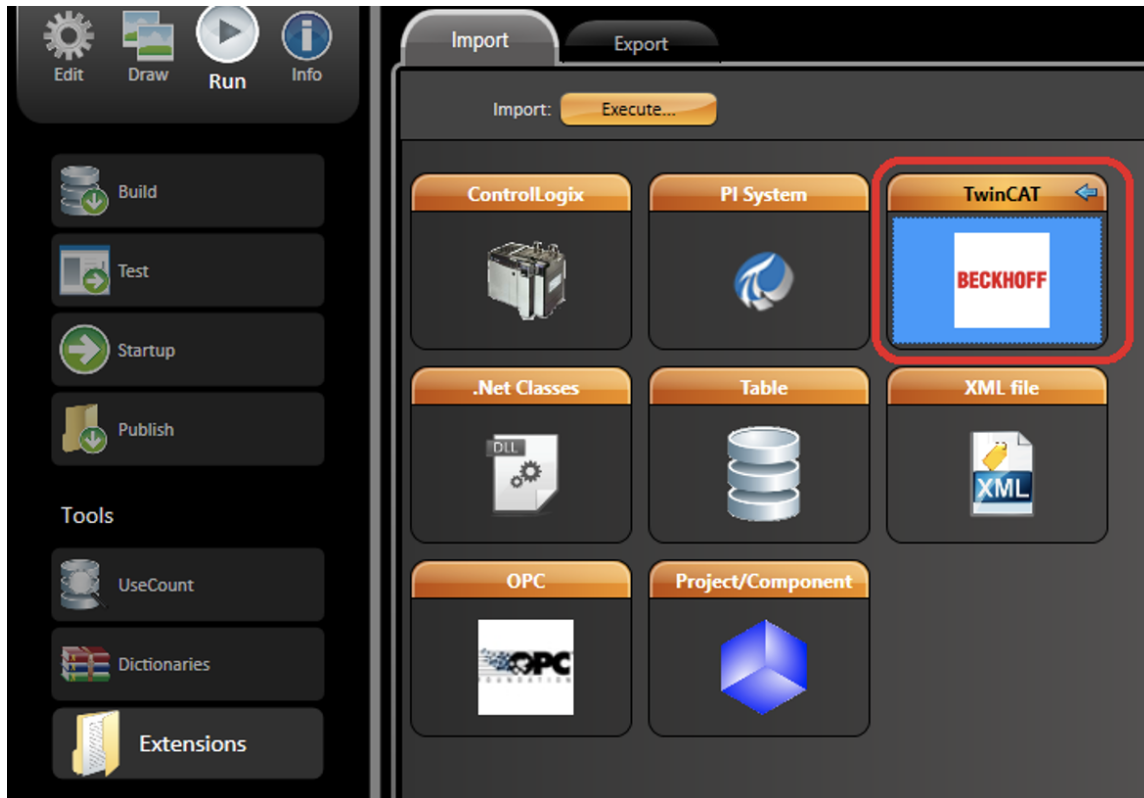 Edit
Draw
Run
Info
Build
Test
Startup
Publish
Tools
UseCount
Dictionaries
Extensions
Import
Export
Import:
Execute...
ControlLogix
PI System
TwinCAT
BECKHOFF
.Net Classes
Table
XML file
DLL
XML
OPC
Project/Component
OPC
FOUNDATION